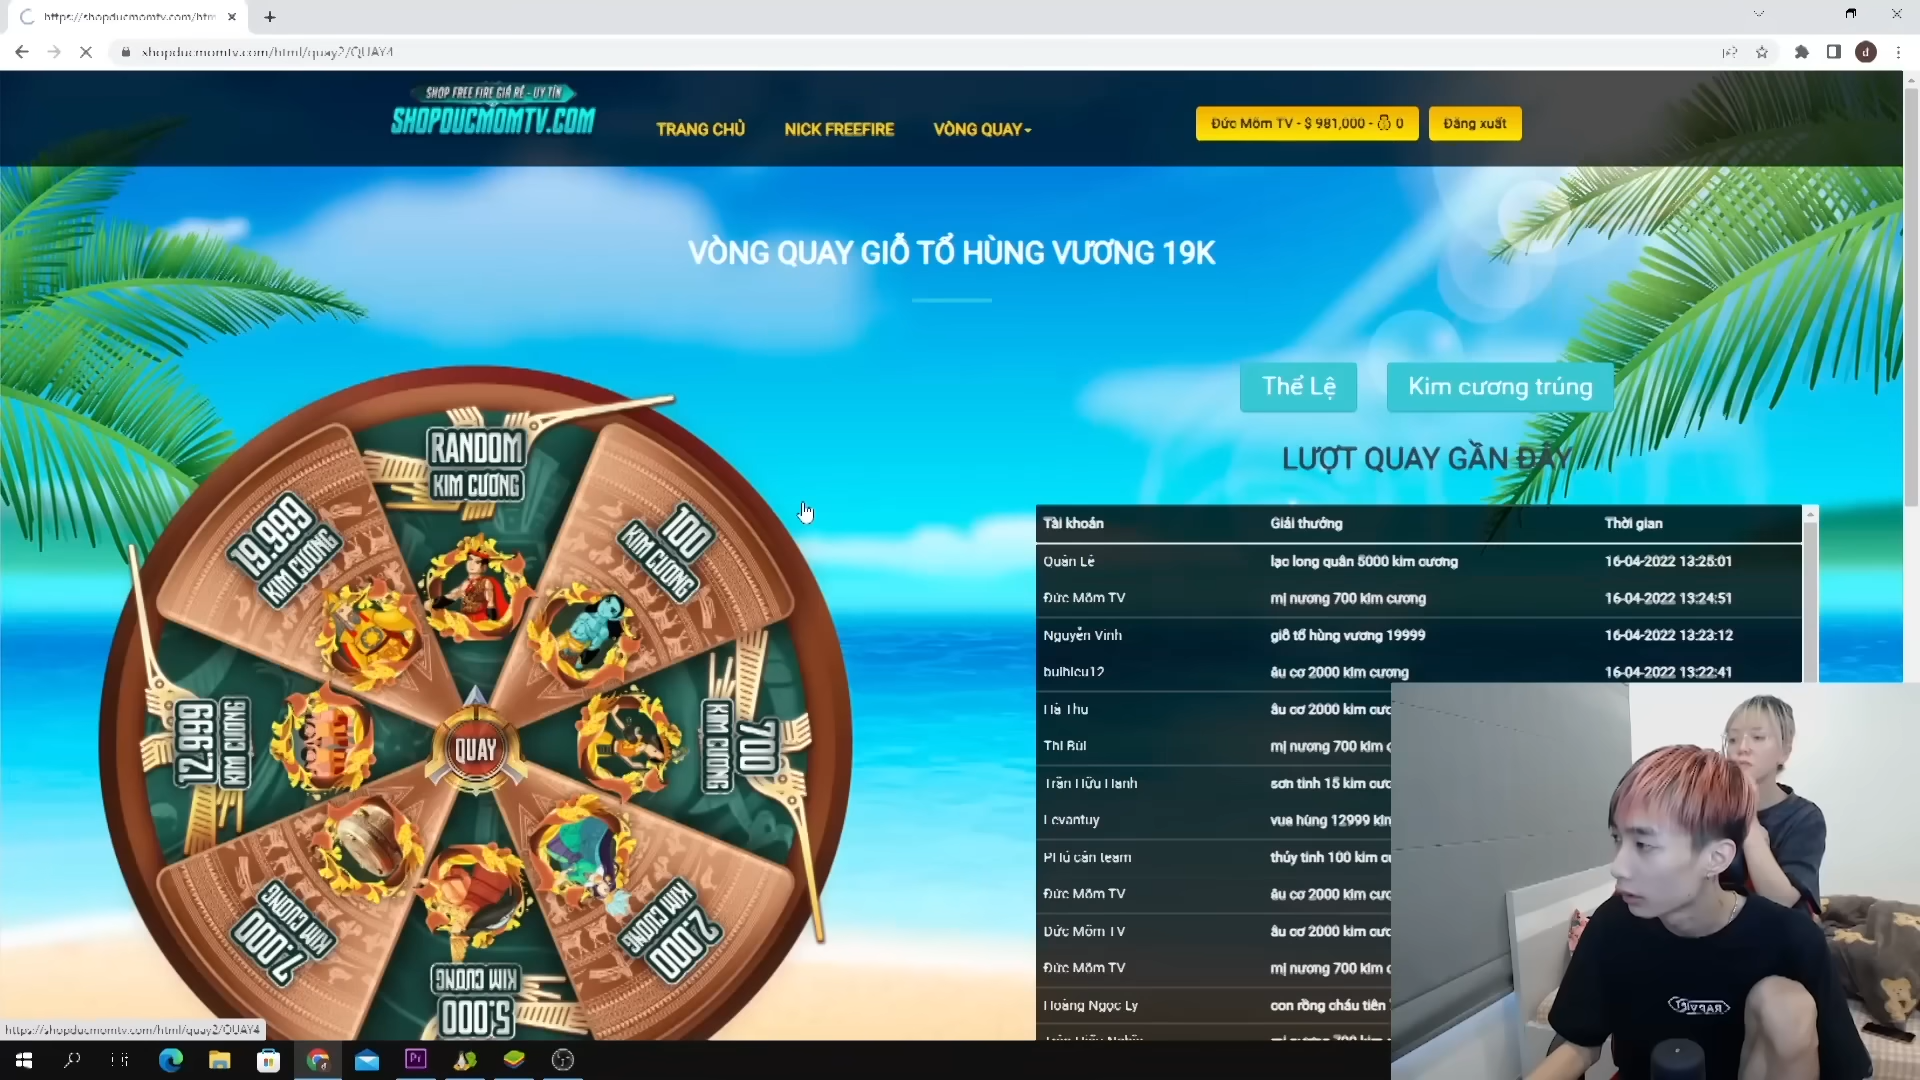 https://shopducmomtv.com/htm
shopducmomtv.com/html/quay2/QUAY4
d
SHOP FREE FIRE GIÁ RẺ - UY TÍN
SHOPDUCMOMTV.COM
TRANG CHỦ
NICK FREEFIRE
VÒNG QUAY
Đức Mõm TV - $ 981,000 - 0
Đăng xuất
VÒNG QUAY GIỖ TỔ HÙNG VƯƠNG 19K
Thể Lệ
Kim cương trúng
LƯỢT QUAY GẦN ĐÂY
RANDOM
KIM CƯƠNG
100
KIM CƯƠNG
700
KIM CƯƠNG
2.000
KIM CƯƠNG
5.000
KIM CƯƠNG
7.000
KIM CƯƠNG
12.999
KIM CƯƠNG
19.999
KIM CƯƠNG
QUAY
Tài khoản Giải thưởng Thời gian
Quân Lê lạc long quân 5000 kim cương 16-04-2022 13:25:01
Đức Mõm TV mị nương 700 kim cương 16-04-2022 13:24:51
Nguyễn Vinh giỗ tổ hùng vương 19999 16-04-2022 13:23:12
buihieu12 âu cơ 2000 kim cương 16-04-2022 13:22:41
Hà Thu âu cơ 2000 kim cươ
Thi Bùi mị nương 700 kim c
Trần Hữu Hanh sơn tinh 15 kim cươ
Levantuy vua hùng 12999 kim
cân team thủy tinh 100 kim c
Đức Mõm TV âu cơ 2000 kim cươ
Đức Mõm TV âu cơ 2000 kim cươ
Đức Mõm TV mị nương 700 kim c
Hoàng Ngọc Ly con rồng cháu tiên
https://shopducmomtv.com/html/quay2/QUAY4
Pr